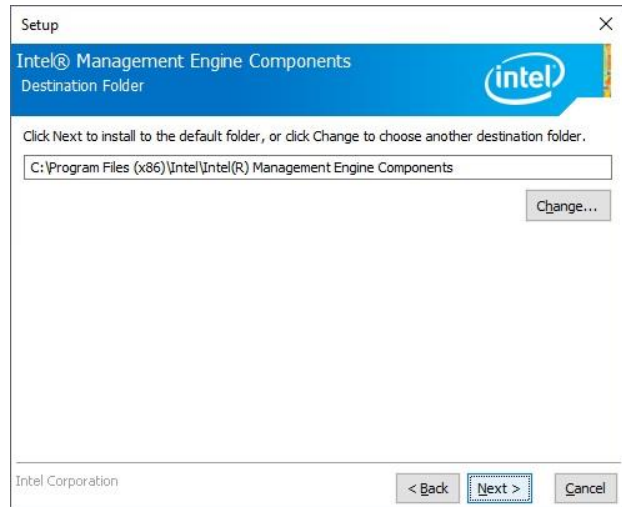 Setup
Intel® Management Engine Components
Destination Folder
intel
Click Next to install to the default folder, or click Change to choose another destination folder.
C:\Program Files (x86)\Intel\Intel(R) Management Engine Components
Change...
Intel Corporation
< Back Next > Cancel